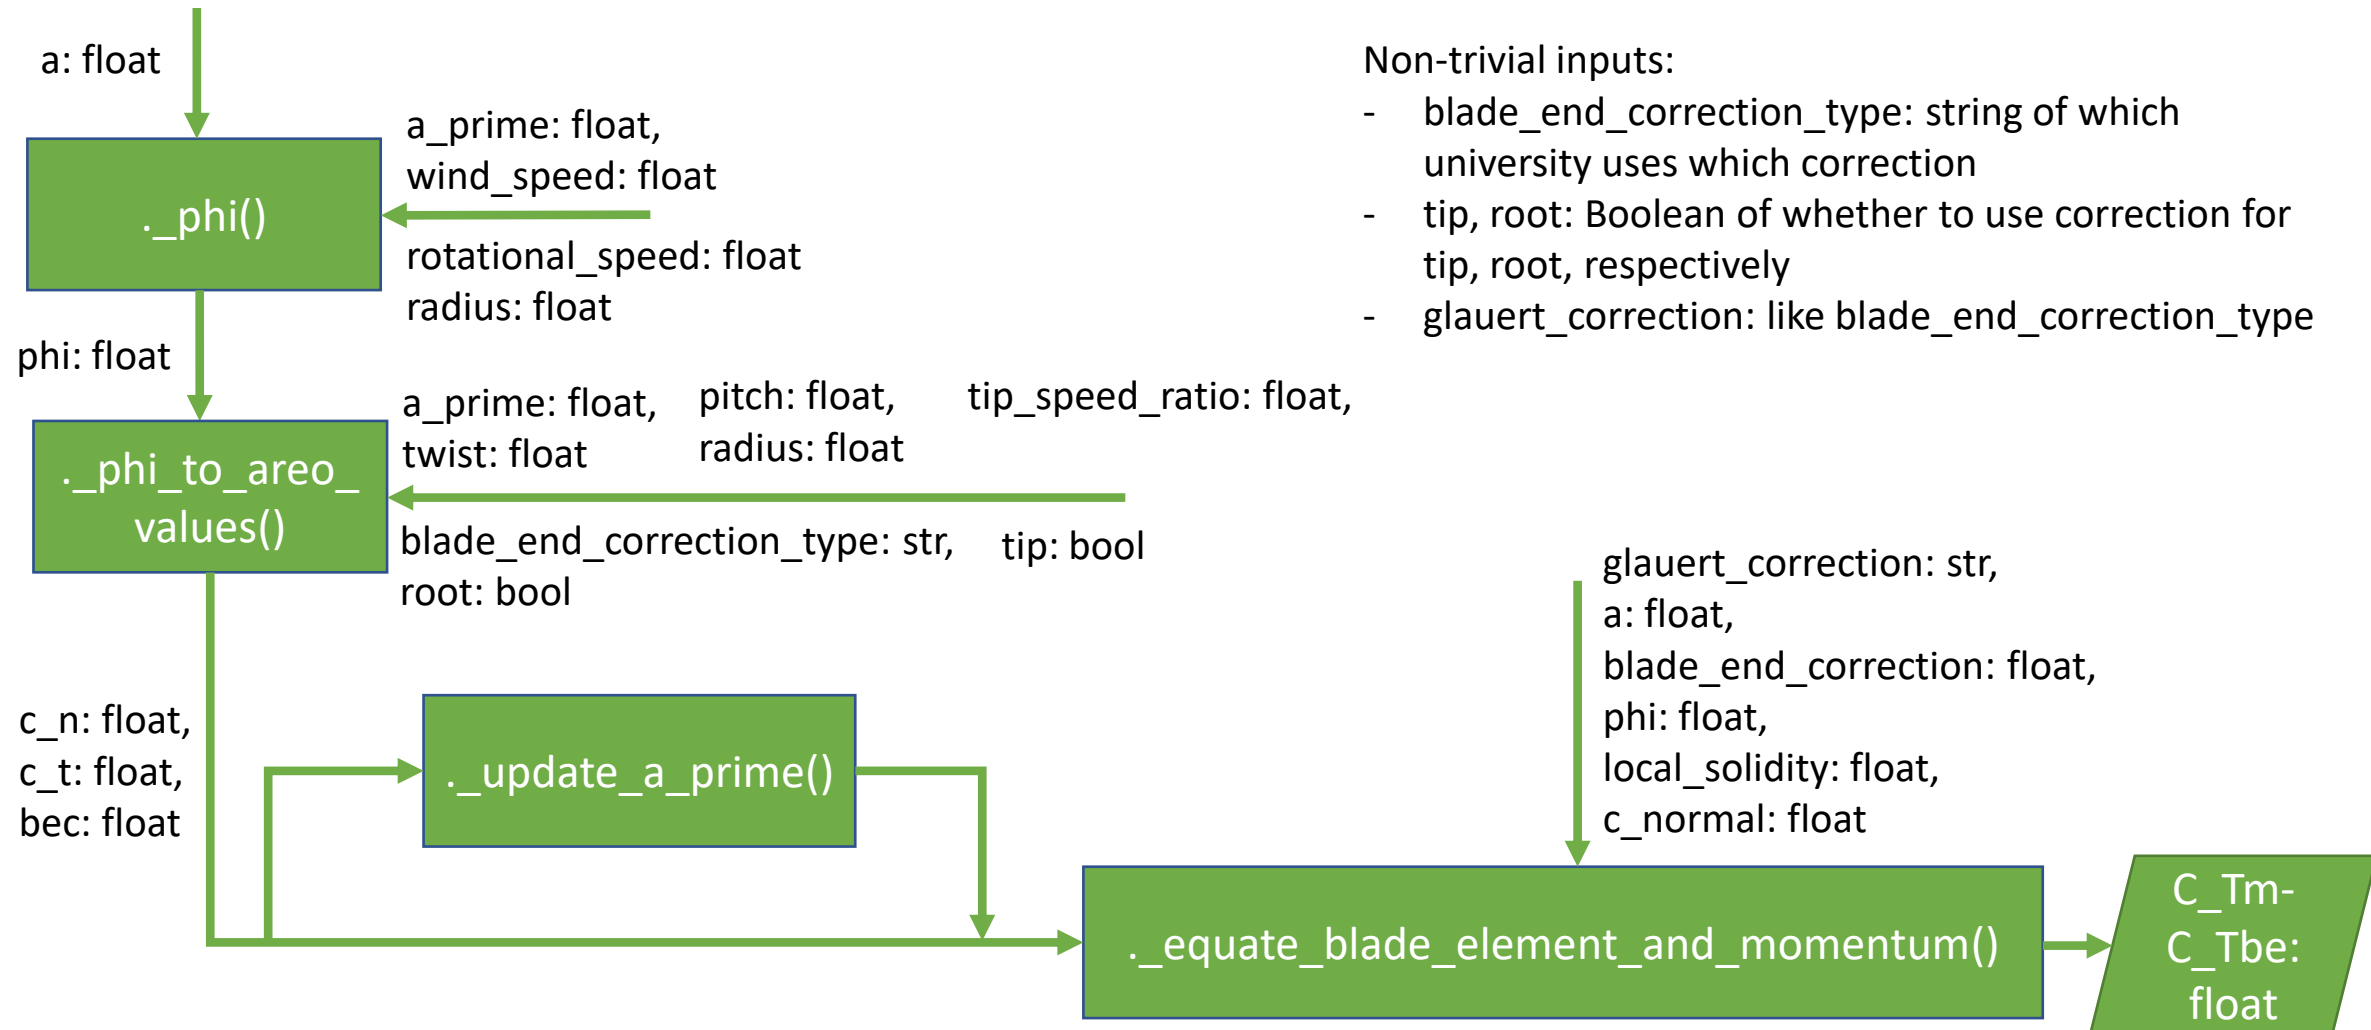 a: float
a_prime: float,
wind_speed: float
._phi()
rotational_speed: float
radius: float
Non-trivial inputs:
- blade_end_correction_type: string of which
university uses which correction
- tip, root: Boolean of whether to use correction for
tip, root, respectively
- glauert_correction: like blade_end_correction_type
phi: float
a_prime: float,
twist: float
pitch: float,
radius: float
tip_speed_ratio: float,
._phi_to_areo_
values()
blade_end_correction_type: str,
root: bool
tip: bool
glauert_correction: str,
a: float,
blade_end_correction: float,
phi: float,
local_solidity: float,
c_normal: float
c_n: float,
c_t: float,
bec: float
._update_a_prime()
._equate_blade_element_and_momentum()
C_Tm-
C_Tbe:
float